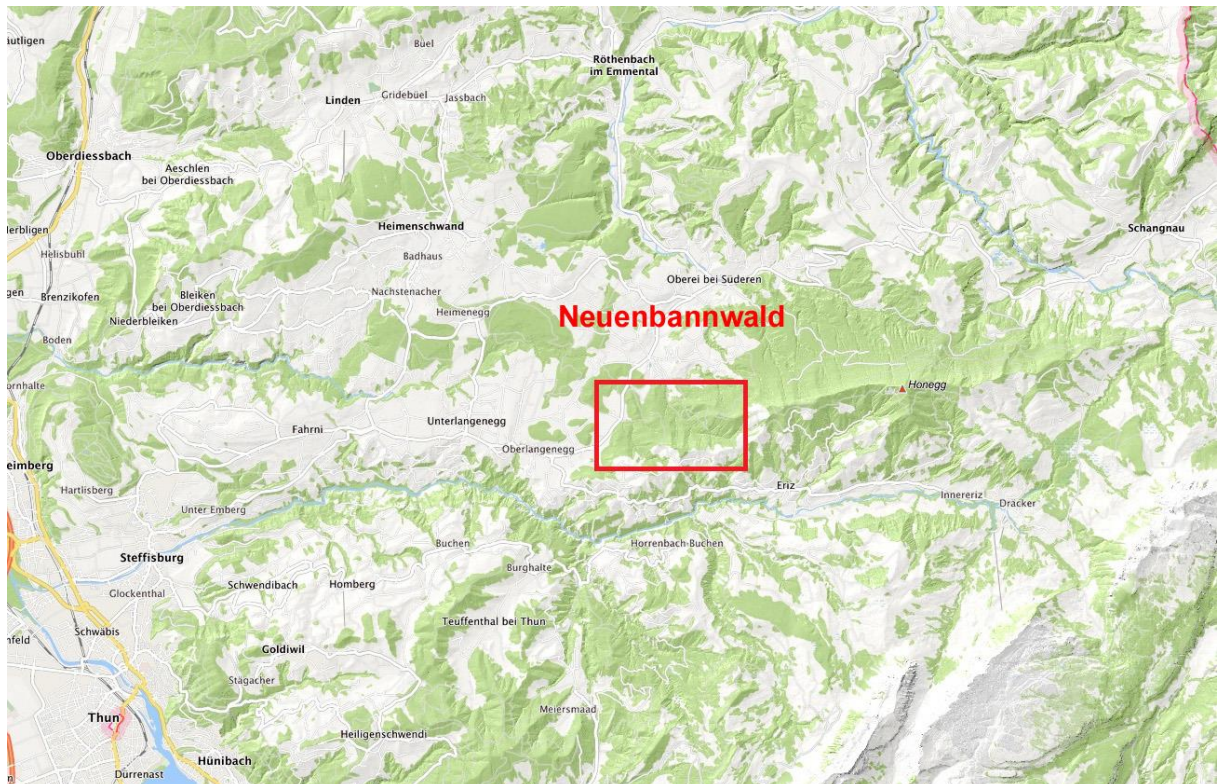 äutligen
Büel
Röthenbach
im Emmental
Gridebüel
Jassbach
Linden
Oberdiessbach
Aeschlen
bei Oberdiessbach
Heimenschwand
Schangnau
erbligen
Helisbühl
Badhaus
Oberei bei Süderen
gen
Brenzikofen
Bleiken
bei Oberdiessbach
Nachstenacher
Niederbleiken
Heimenegg
Neuenbannwald
Boden
ornhalte
Honegg
Fahrni
Unterlangenegg
Oberlangenegg
eimberg
Hartlisberg
Eriz
Innereriz
Dräcker
Unter Emberg
Steffisburg
Buchen
Horrenbach-Buchen
Burghalte
Schwendibach
Homberg
Glockenthal
Teuffenthal bei Thun
Schwäbis
nfeld
Goldiwil
Stagacher
Meiersmaad
Thun
Heiligenschwendi
Hünibach
Dürrenast